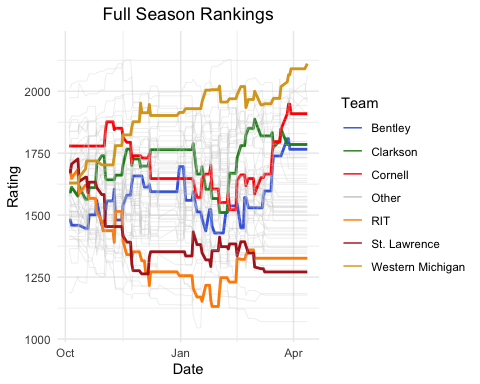 Full Season Rankings
Rating
2000
1750
1500
1250
1000
Oct
Jan
Apr
Date
Team
Bentley
Clarkson
Cornell
Other
RIT
St. Lawrence
Western Michigan